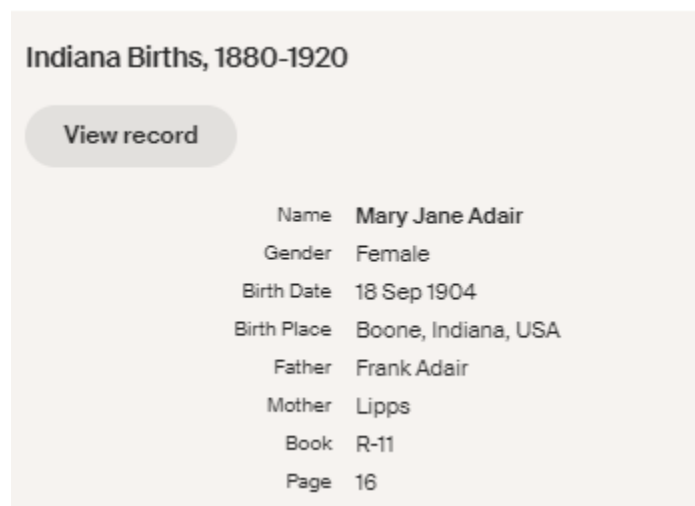 Indiana Births, 1880-1920
View record
Name Mary Jane Adair
Gender Female
Birth Date 18 Sep 1904
Birth Place Boone, Indiana, USA
Father Frank Adair
Mother Lipps
Book R-11
Page 16